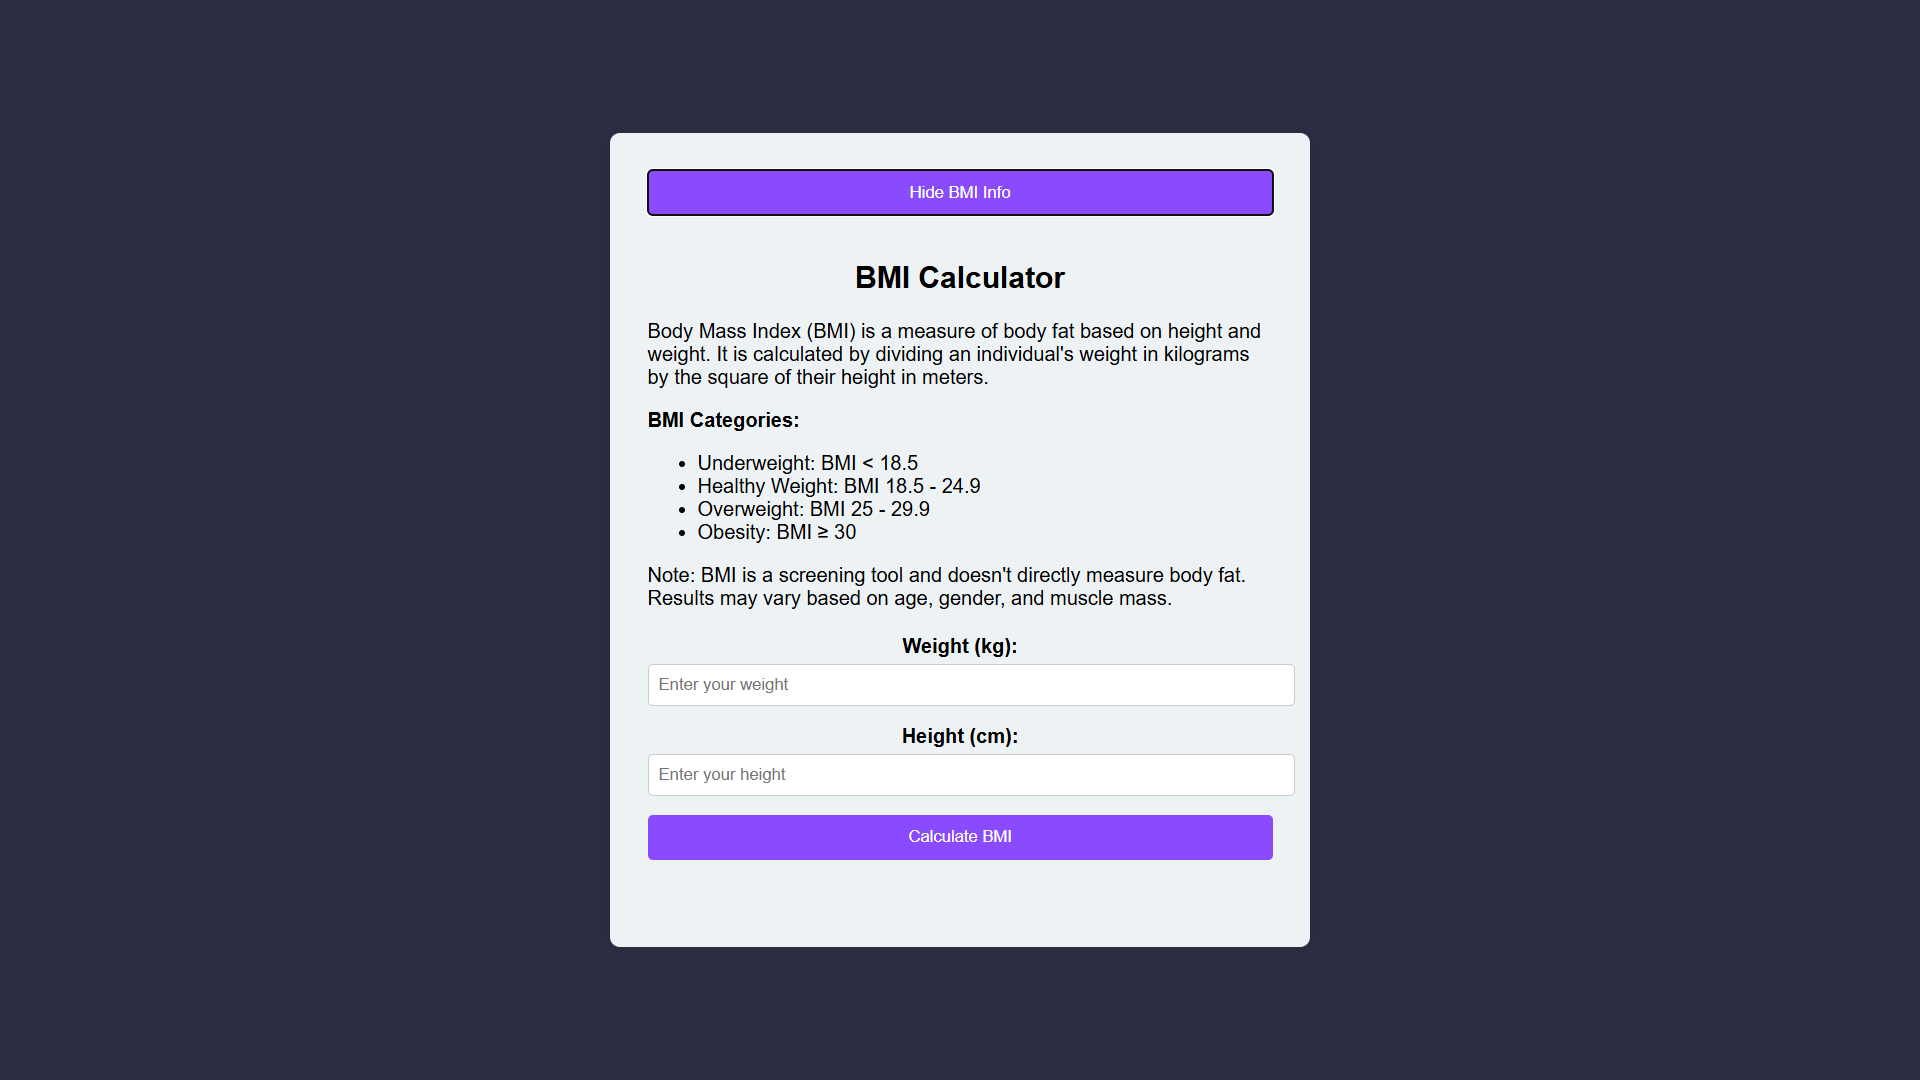 Hide BMI Info
BMI Calculator
Body Mass Index (BMI) is a measure of body fat based on height and
weight. It is calculated by dividing an individual's weight in kilograms
by the square of their height in meters.
BMI Categories:
• Underweight: BMI < 18.5
• Healthy Weight: BMI 18.5 - 24.9
• Overweight: BMI 25 - 29.9
• Obesity: BMI ≥ 30
Note: BMI is a screening tool and doesn't directly measure body fat.
Results may vary based on age, gender, and muscle mass.
Weight (kg):
Enter your weight
Height (cm):
Enter your height
Calculate BMI